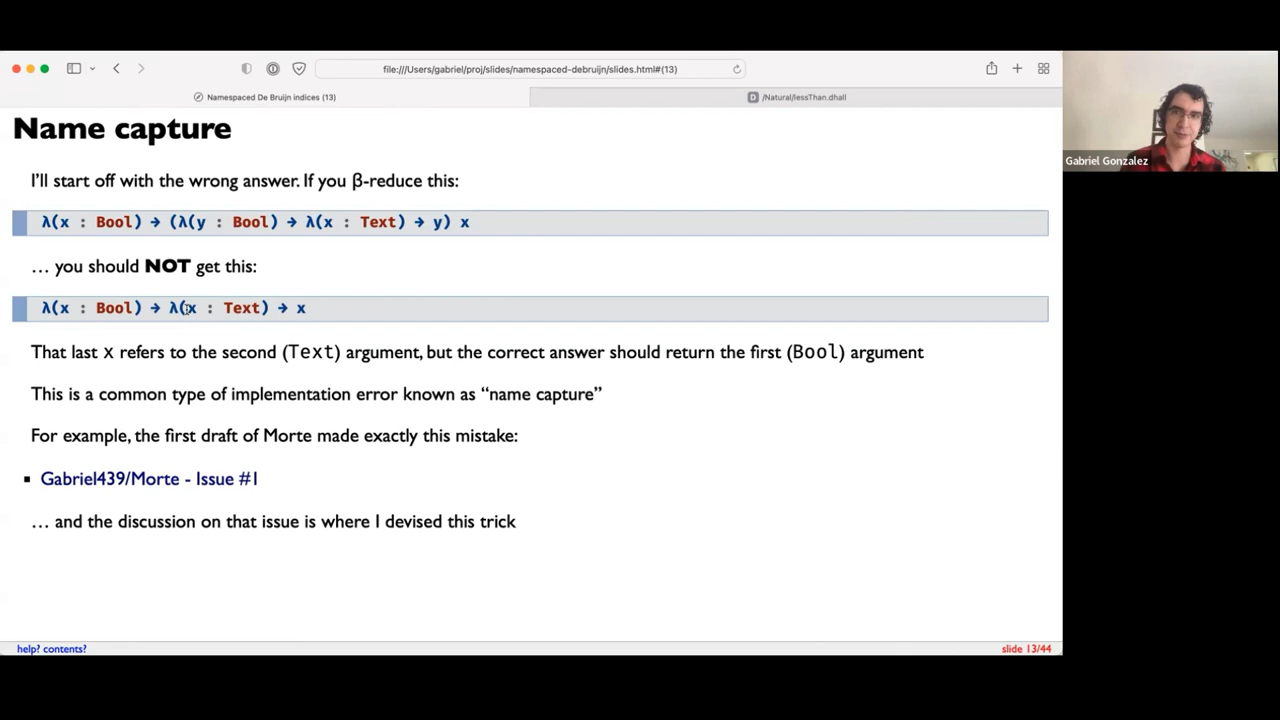 file:///Users/gabriel/proj/slides/namespaced-debruijn/slides.html#(13)
Namespaced De Bruijn indices (13)
D /Natural/lessThan.dhall
Name capture
I’ll start off with the wrong answer. If you β-reduce this:
λ(x : Bool) → (λ(y : Bool) → λ(x : Text) → y) x
… you should NOT get this:
λ(x : Bool) → λ(x : Text) → x
That last x refers to the second (Text) argument, but the correct answer should return the first (Bool) argument
This is a common type of implementation error known as “name capture”
For example, the first draft of Morte made exactly this mistake:
▪ Gabriel439/Morte - Issue #1
… and the discussion on that issue is where I devised this trick
help? contents?
slide 13/44
Gabriel Gonzalez